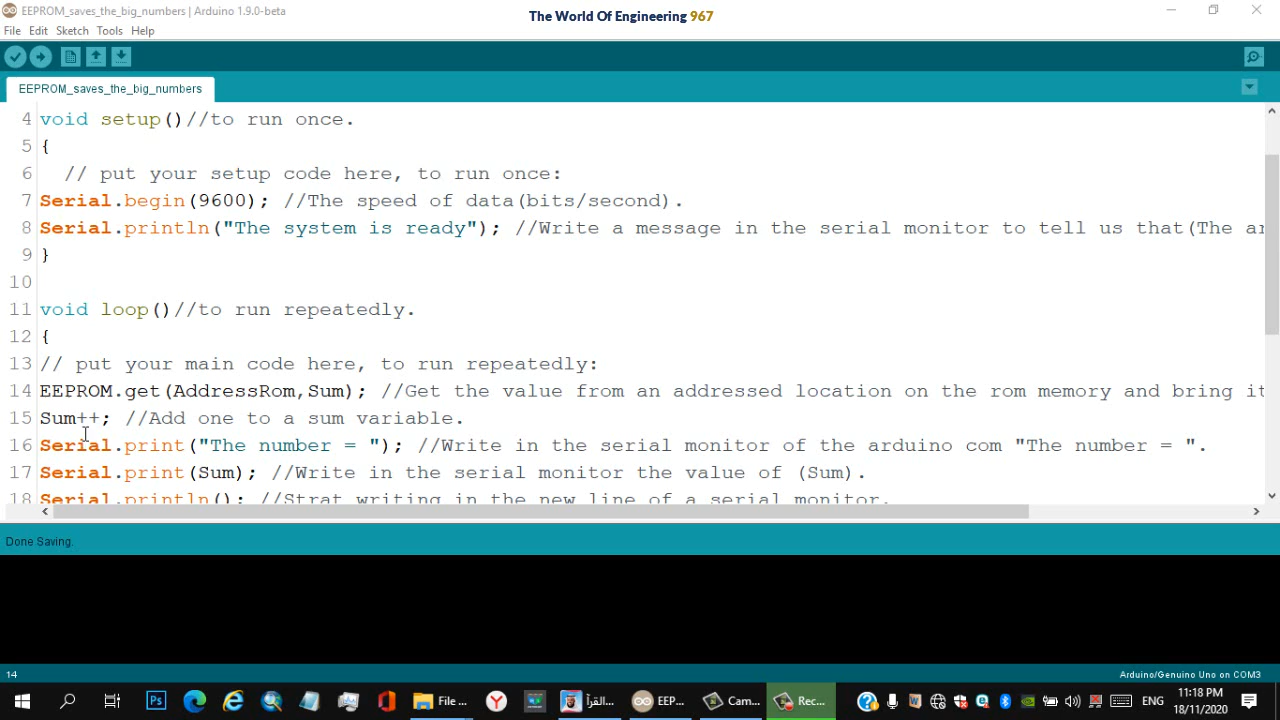 EEPROM_saves_the_big_numbers | Arduino 1.9.0-beta
The World Of Engineering 967
File Edit Sketch Tools Help
EEPROM_saves_the_big_numbers
4 void setup()//to run once.
5 {
6 // put your setup code here, to run once:
7 Serial.begin(9600); //The speed of data(bits/second).
8 Serial.println("The system is ready"); //Write a message in the serial monitor to tell us that(The ar
9 }
10
11 void loop()//to run repeatedly.
12 {
13 // put your main code here, to run repeatedly:
14 EEPROM.get(AddressRom,Sum); //Get the value from an addressed location on the rom memory and bring it
15 Sum++; //Add one to a sum variable.
16 Serial.print("The number = "); //Write in the serial monitor of the arduino com "The number = ".
17 Serial.print(Sum); //Write in the serial monitor the value of (Sum).
18 Serial.println(); //Strat writing in the new line of a serial monitor.
Done Saving.
14 Arduino/Genuino Uno on COM3
Ps File ... القرآ... EEP... Cam... Rec... ENG 11:18 PM
18/11/2020